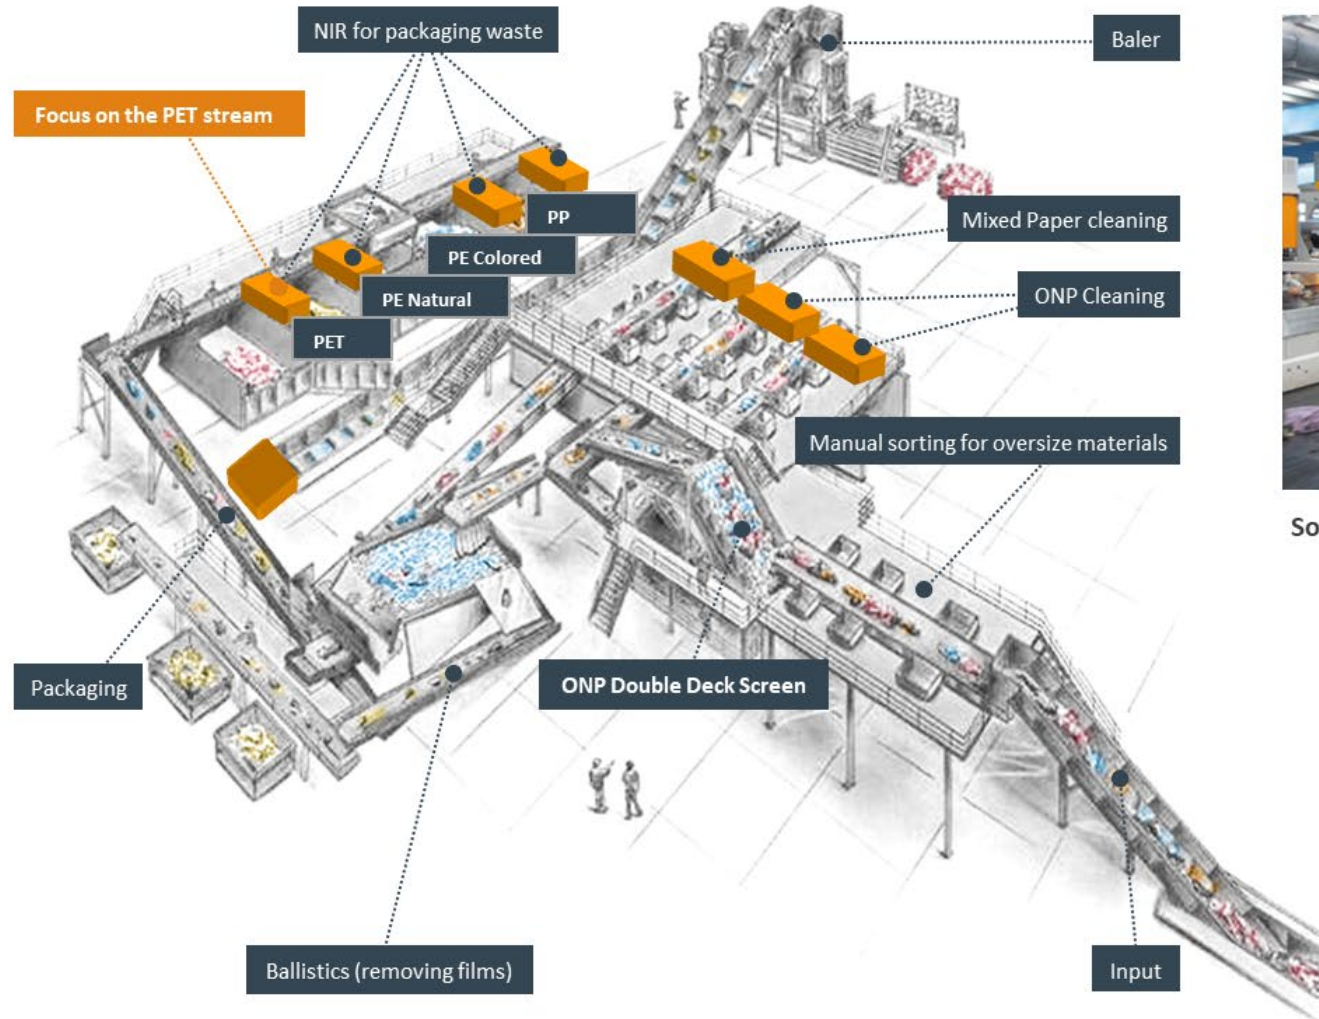 NIR for packaging waste
Baler
Focus on the PET stream
Mixed Paper cleaning
PP
PE Colored
ONP Cleaning
PE Natural
PET
Manual sorting for oversize materials
Packaging
ONP Double Deck Screen
Ballistics (removing films)
Input